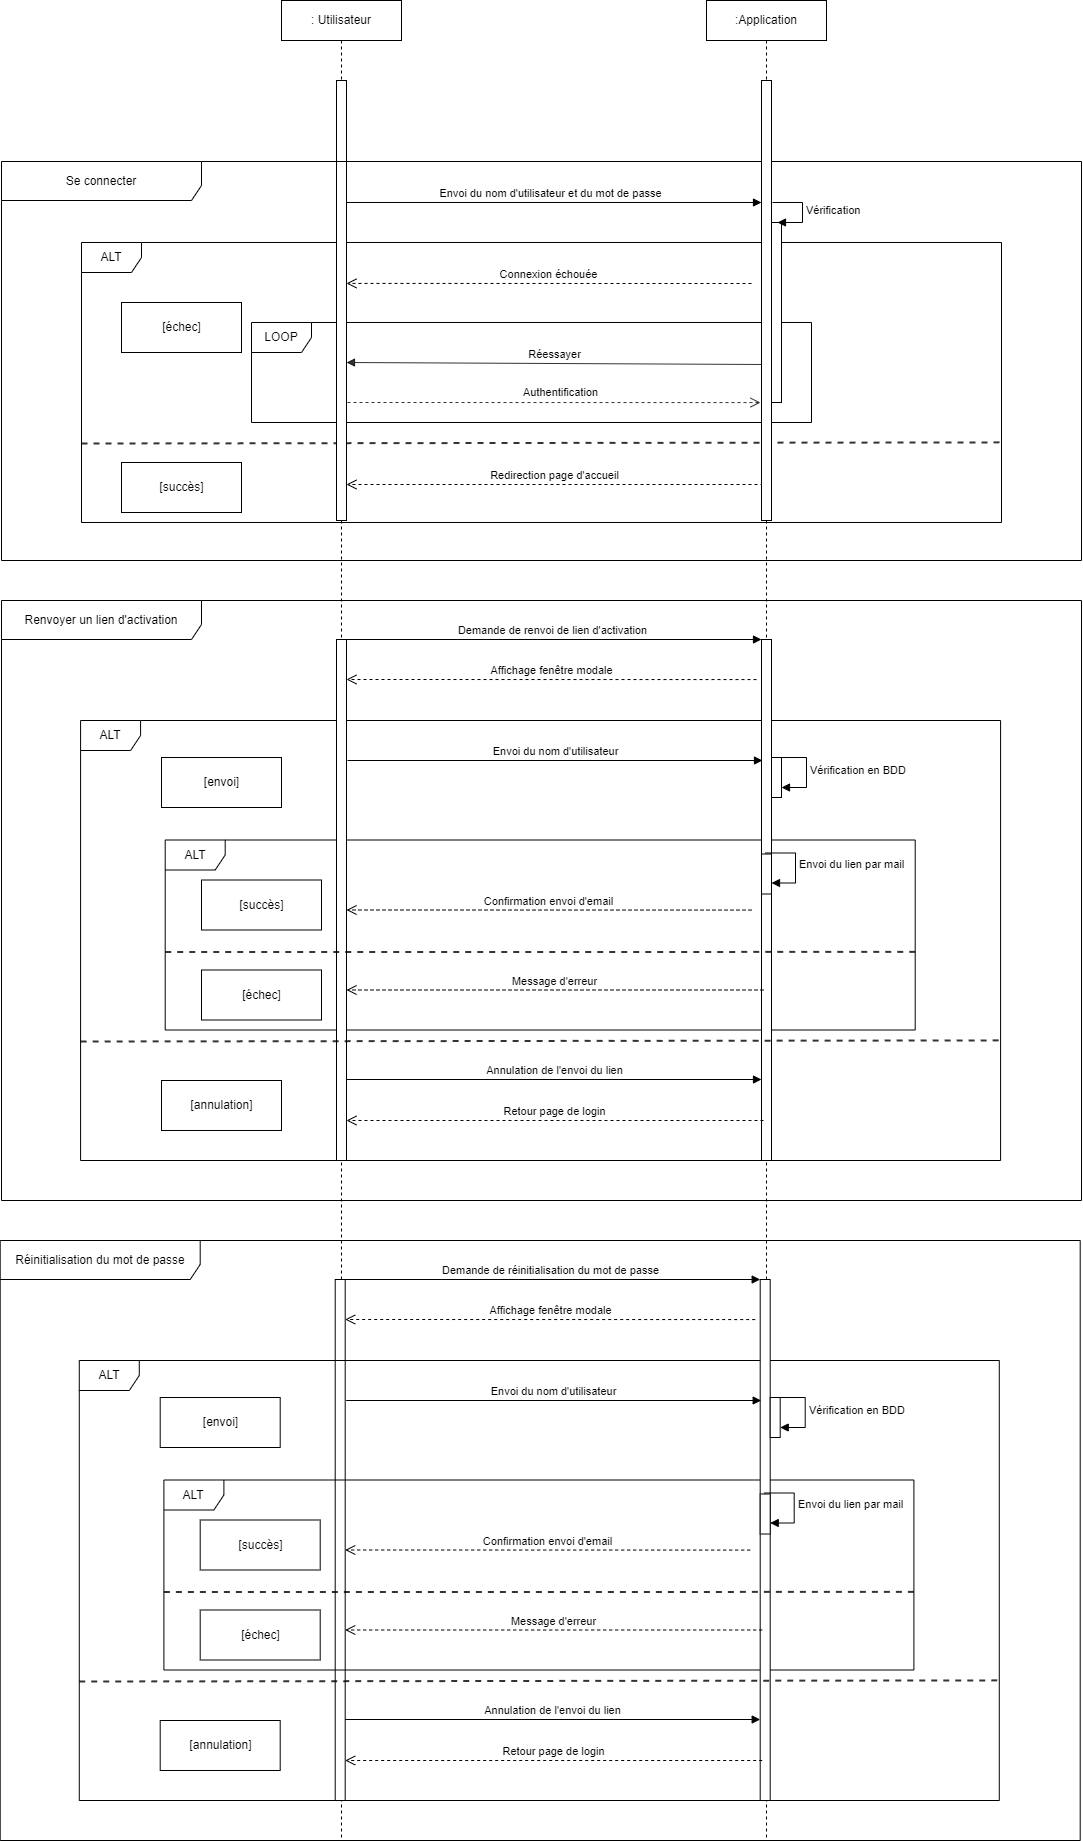 : Utilisateur
:Application
Se connecter
Envoi du nom d'utilisateur et du mot de passe
Vérification
ALT
Connexion échouée
[échec]
LOOP
Réessayer
Authentification
Redirection page d'accueil
[succès]
Renvoyer un lien d'activation
Demande de renvoi de lien d'activation
Affichage fenêtre modale
ALT
Envoi du nom d'utilisateur
Vérification en BDD
[envoi]
ALT
Envoi du lien par mail
Confirmation envoi d'email
[succès]
Message d'erreur
[échec]
Annulation de l'envoi du lien
[annulation]
Retour page de login
Réinitialisation du mot de passe
Demande de réinitialisation du mot de passe
Affichage fenêtre modale
ALT
Envoi du nom d'utilisateur
Vérification en BDD
[envoi]
ALT
Envoi du lien par mail
Confirmation envoi d'email
[succès]
Message d'erreur
[échec]
Annulation de l'envoi du lien
[annulation]
Retour page de login